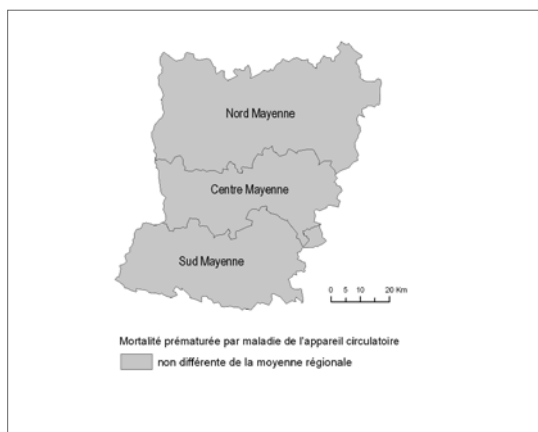 Nord Mayenne
Centre Mayenne
Sud Mayenne
0 5 10 20 Km
Mortalité prématurée par maladie de l'appareil circulatoire
non différente de la moyenne régionale